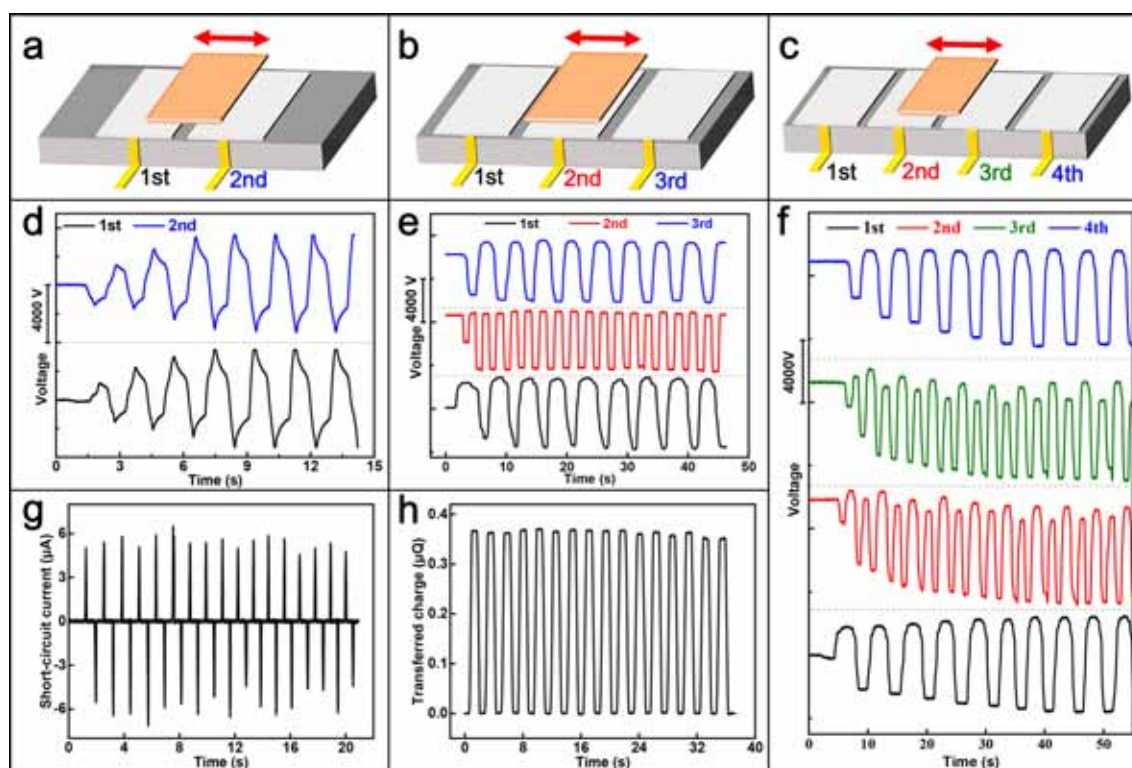 a
1st
2nd
b
1st
2nd
3rd
c
1st
2nd
3rd
4th
d
1st
2nd
4000 V
Voltage
0 3 6 9 12 15
Time (s)
e
1st 2nd 3rd
4000 V
Voltage
0 10 20 30 40 50
Time (s)
f
1st 2nd 3rd 4th
4000V
Voltage
0 10 20 30 40 50
Time (s)
g
Short-circuit current (μA)
6
3
0
-3
-6
0 4 8 12 16 20
Time (s)
h
Transferred charge (μQ)
0.4
0.3
0.2
0.1
0.0
0 8 16 24 32 40
Time (s)